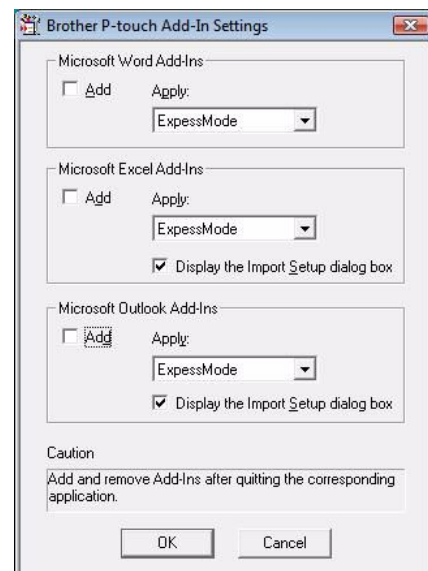 Brother P-touch Add-In Settings
Microsoft Word Add-Ins
Add Apply:
ExpessMode
Microsoft Excel Add-Ins
Add Apply:
ExpessMode
Display the Import Setup dialog box
Microsoft Outlook Add-Ins
Add Apply:
ExpessMode
Display the Import Setup dialog box
Caution
Add and remove Add-Ins after quitting the corresponding
application.
OK Cancel